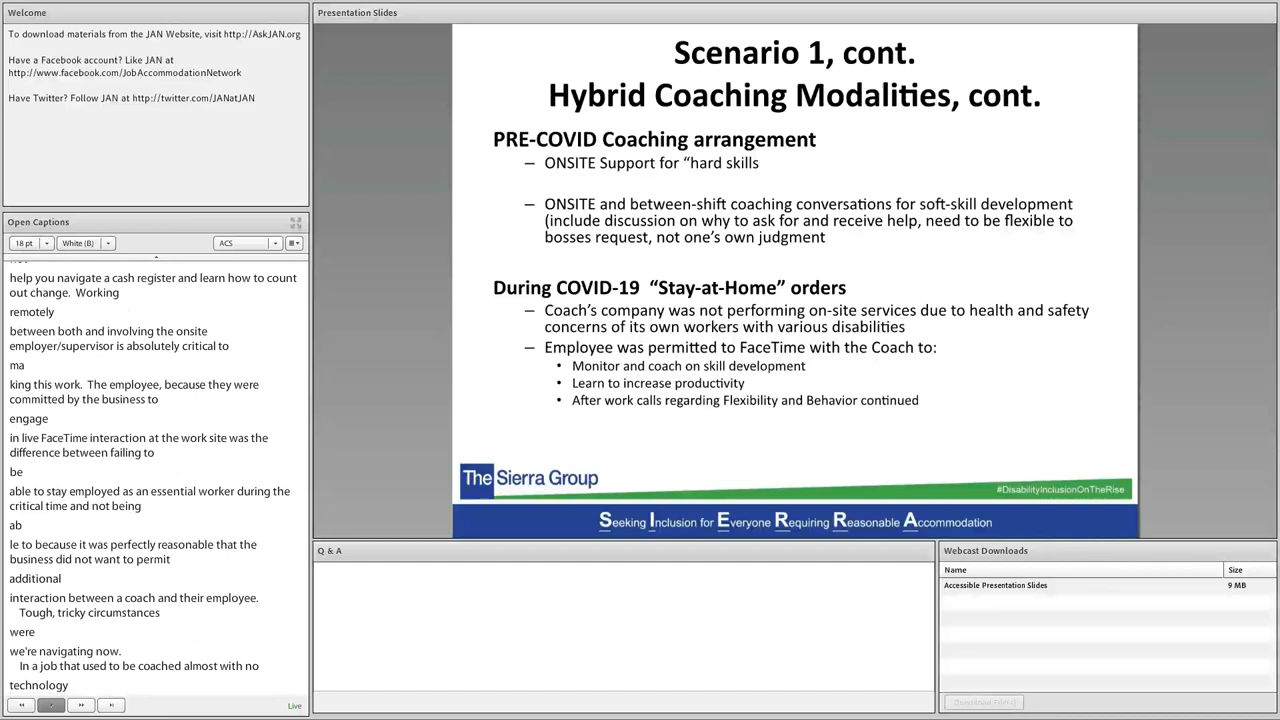 Welcome
To download materials from the JAN Website, visit http://AskJAN.org
Have a Facebook account? Like JAN at
http://www.facebook.com/JobAccommodationNetwork
Have Twitter? Follow JAN at http://twitter.com/JANatJAN
Open Captions
18 pt
White (B)
ACS
help you navigate a cash register and learn how to count
out change. Working
remotely
between both and involving the onsite
employer/supervisor is absolutely critical to
ma
king this work. The employee, because they were
committed by the business to
engage
in live FaceTime interaction at the work site was the
difference between failing to
be
able to stay employed as an essential worker during the
critical time and not being
ab
le to because it was perfectly reasonable that the
business did not want to permit
additional
interaction between a coach and their employee.
Tough, tricky circumstances
were
we're navigating now.
In a job that used to be coached almost with no
technology
Live
Presentation Slides
Scenario 1, cont.
Hybrid Coaching Modalities, cont.
PRE-COVID Coaching arrangement
– ONSITE Support for “hard skills
– ONSITE and between-shift coaching conversations for soft-skill development
(include discussion on why to ask for and receive help, need to be flexible to
bosses request, not one's own judgment
During COVID-19 “Stay-at-Home” orders
– Coach's company was not performing on-site services due to health and safety
concerns of its own workers with various disabilities
– Employee was permitted to FaceTime with the Coach to:
• Monitor and coach on skill development
• Learn to increase productivity
• After work calls regarding Flexibility and Behavior continued
The Sierra Group
#DisabilityInclusionOnTheRise
Seeking Inclusion for Everyone Requiring Reasonable Accommodation
Q & A
Webcast Downloads
Name Size
Accessible Presentation Slides 9 MB
Download File(s)